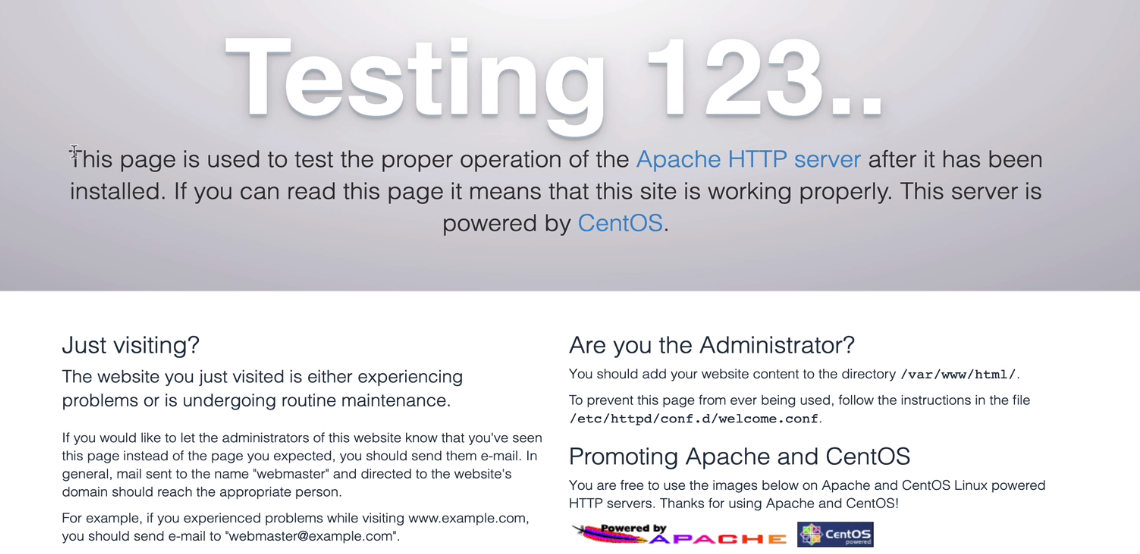 Testing 123..
This page is used to test the proper operation of the Apache HTTP server after it has been
installed. If you can read this page it means that this site is working properly. This server is
powered by CentOS.
Just visiting?
The website you just visited is either experiencing
problems or is undergoing routine maintenance.
If you would like to let the administrators of this website know that you've seen
this page instead of the page you expected, you should send them e-mail. In
general, mail sent to the name "webmaster" and directed to the website's
domain should reach the appropriate person.
For example, if you experienced problems while visiting www.example.com,
you should send e-mail to "webmaster@example.com".
Are you the Administrator?
You should add your website content to the directory /var/www/html/.
To prevent this page from ever being used, follow the instructions in the file
/etc/httpd/conf.d/welcome.conf.
Promoting Apache and CentOS
You are free to use the images below on Apache and CentOS Linux powered
HTTP servers. Thanks for using Apache and CentOS!
Powered by
APACHE
CentOS
powered